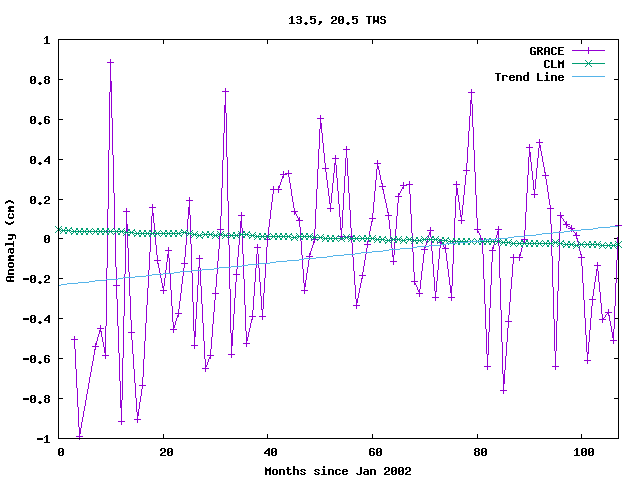 13.5, 20.5 TWS
GRACE
CLM
Trend Line
1
0.8
0.6
0.4
0.2
0
-0.2
-0.4
-0.6
-0.8
-1
Anomaly (cm)
0 20 40 60 80 100
Months since Jan 2002